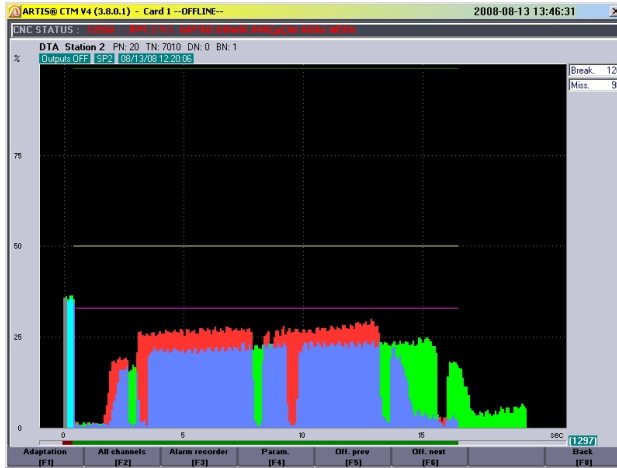 ARTIS® CTM V4 (3.8.0.1) - Card 1 --OFFLINE-- 2008-08-13 13:46:31
CNC STATUS :
DTA Station 2 PN: 20 TN: 7010 DN: 0 BN: 1
% Outputs OFF SP2 08/13/08 12:20:06
Break. 12
Miss. 9
75
50
25
0
0 5 10 15 sec [1297]
Adaptation All channels Alarm recorder Param. Off. prev Off. next Back
[F1] [F2] [F3] [F4] [F5] [F6] [F8]